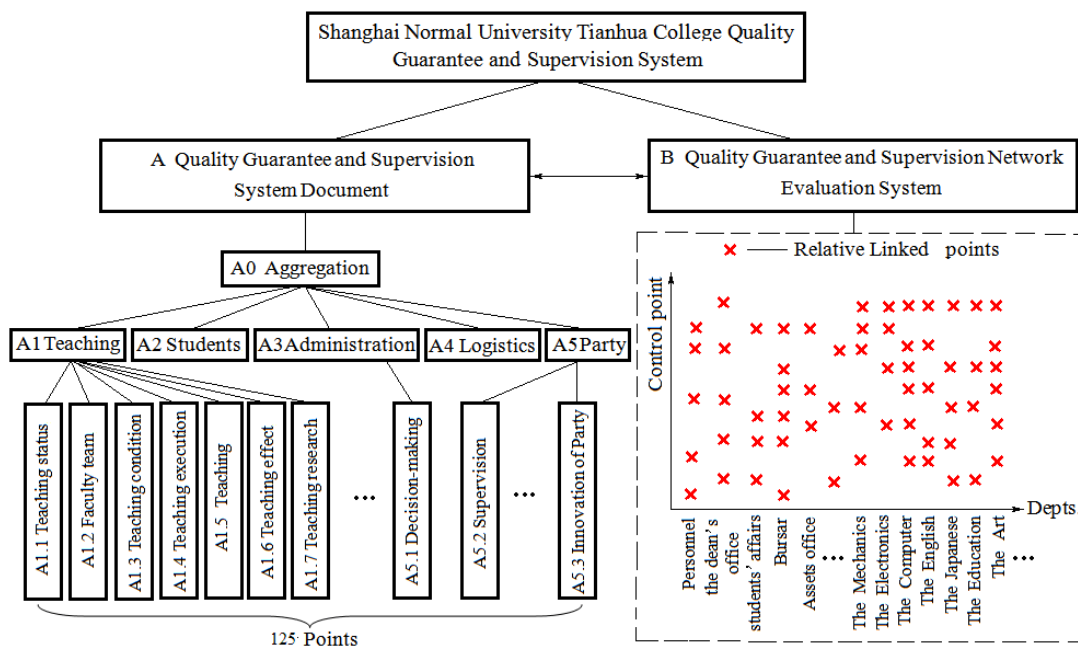 Shanghai Normal University Tianhua College Quality
Guarantee and Supervision System
A Quality Guarantee and Supervision
System Document
B Quality Guarantee and Supervision Network
Evaluation System
A0 Aggregation
A1 Teaching
A2 Students
A3 Administration
A4 Logistics
A5 Party
A1.1 Teaching status
A1.2 Faculty team
A1.3 Teaching condition
A1.4 Teaching execution
A1.5 Teaching
A1.6 Teaching effect
A1.7 Teaching research
...
A5.1 Decision-making
A5.2 Supervision
...
A5.3 Innovation of Party
125· Points
Relative Linked points
Control point
Depts
Personnel
the dean's
office
students' affairs
Bursar
Assets office
...
The Mechanics
The Electronics
The Computer
The English
The Japanese
The Education
The Art
...